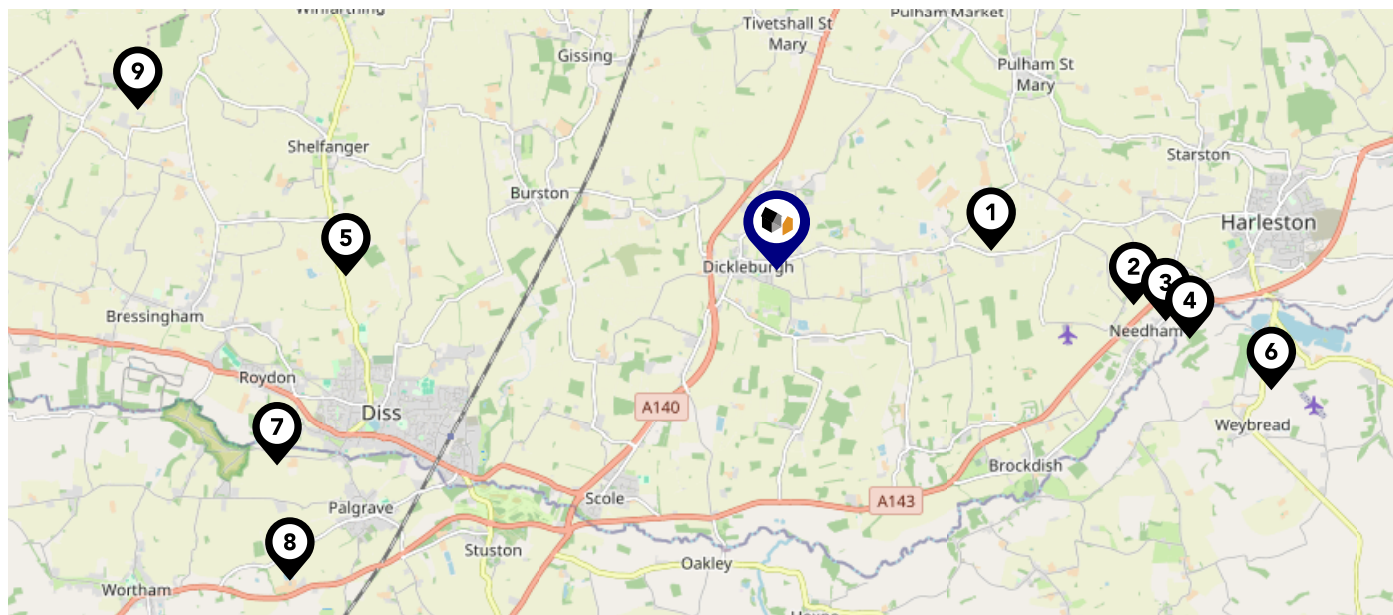 Winfarthing
Tivetshall St
Mary
Pulham Market
Gissing
Pulham St
Mary
9
Shelfanger
Starston
Burston
1
Harleston
5
Dickleburgh
2
3
4
Bressingham
Needham
6
Roydon
Diss
A140
7
Weybread
Brockdish
Palgrave
Scole
A143
8
Stuston
Oakley
Wortham